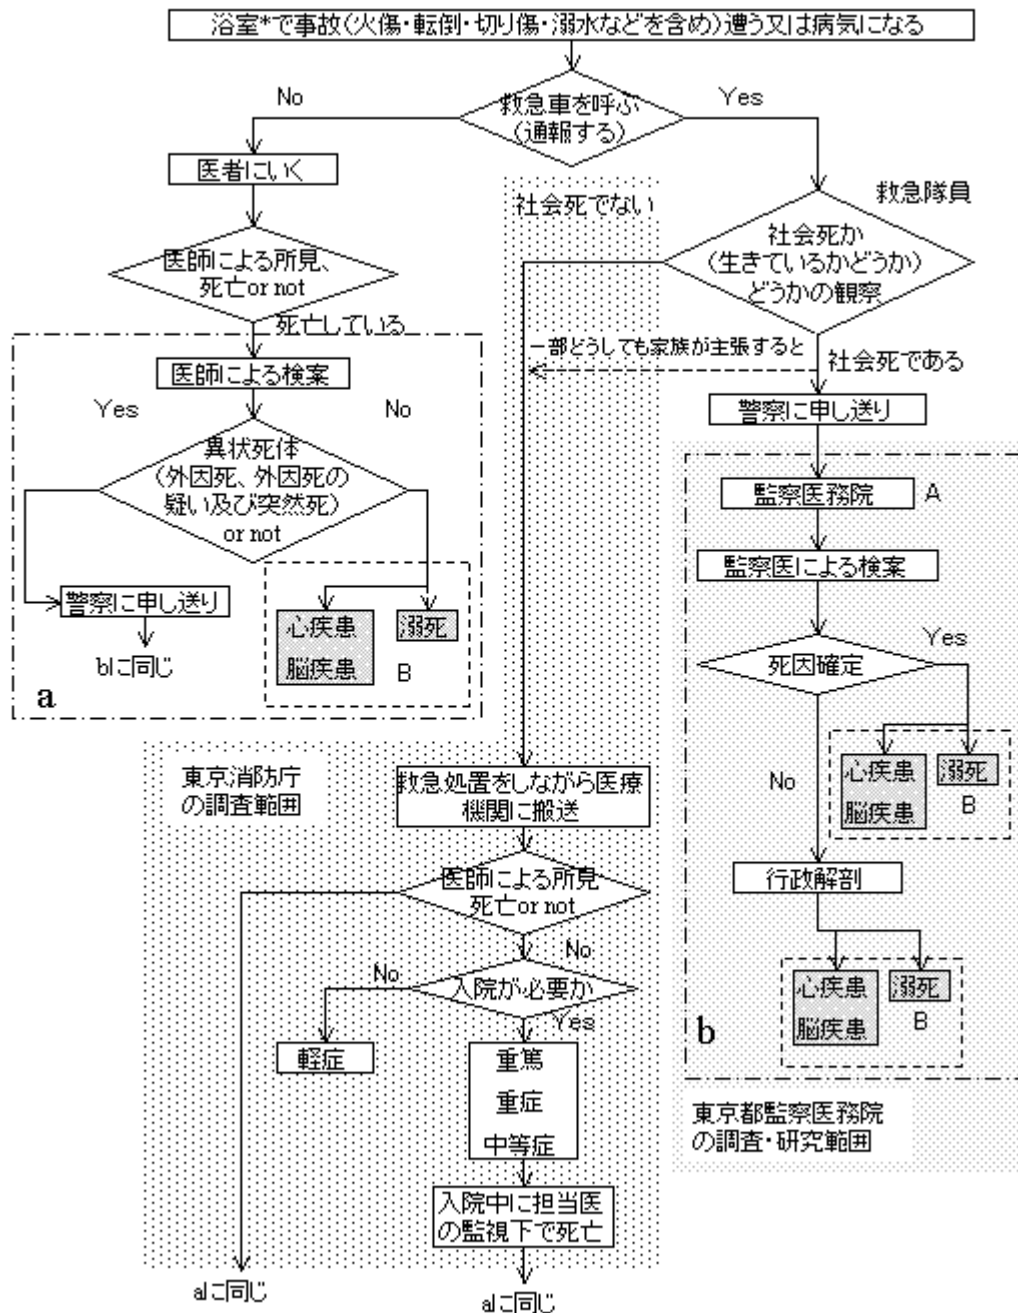 浴室*で事故(火傷・転倒・切り傷・溺水などを含め)遭う又は病気になる
No
救急車を呼ぶ
(通報する)
Yes
医者にいく
社会死でない
救急隊員
社会死か
(生きているかどうか)
どうかの観察
医師による所見、
死亡or not
死亡している
一部どうしても家族が主張すると
社会死である
医師による検案
Yes
No
警察に申し送り
異状死体
(外因死、外因死の
疑い及び突然死)
or not
監察医務院
A
監察医による検案
警察に申し送り
心疾患
脳疾患
溺死
B
bに同じ
a
死因確定
Yes
No
心疾患
脳疾患
溺死
B
東京消防庁
の調査範囲
救急処置をしながら医療
機関に搬送
医師による所見
死亡or not
行政解剖
No
No
入院が必要か
Yes
心疾患
脳疾患
溺死
B
b
軽症
重篤
重症
中等症
東京都監察医務院
の調査・研究範囲
入院中に担当医
の監視下で死亡
aに同じ
aに同じ